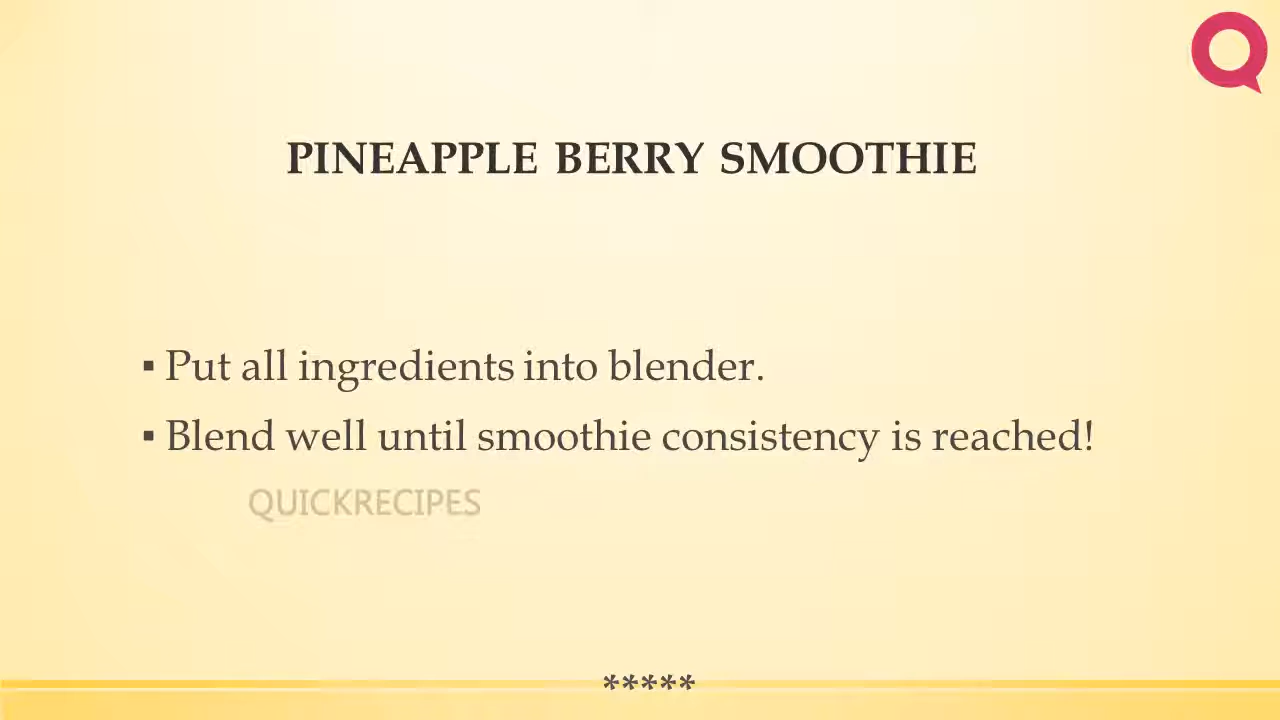 PINEAPPLE BERRY SMOOTHIE
▪ Put all ingredients into blender.
▪ Blend well until smoothie consistency is reached!
QUICKRECIPES
*****